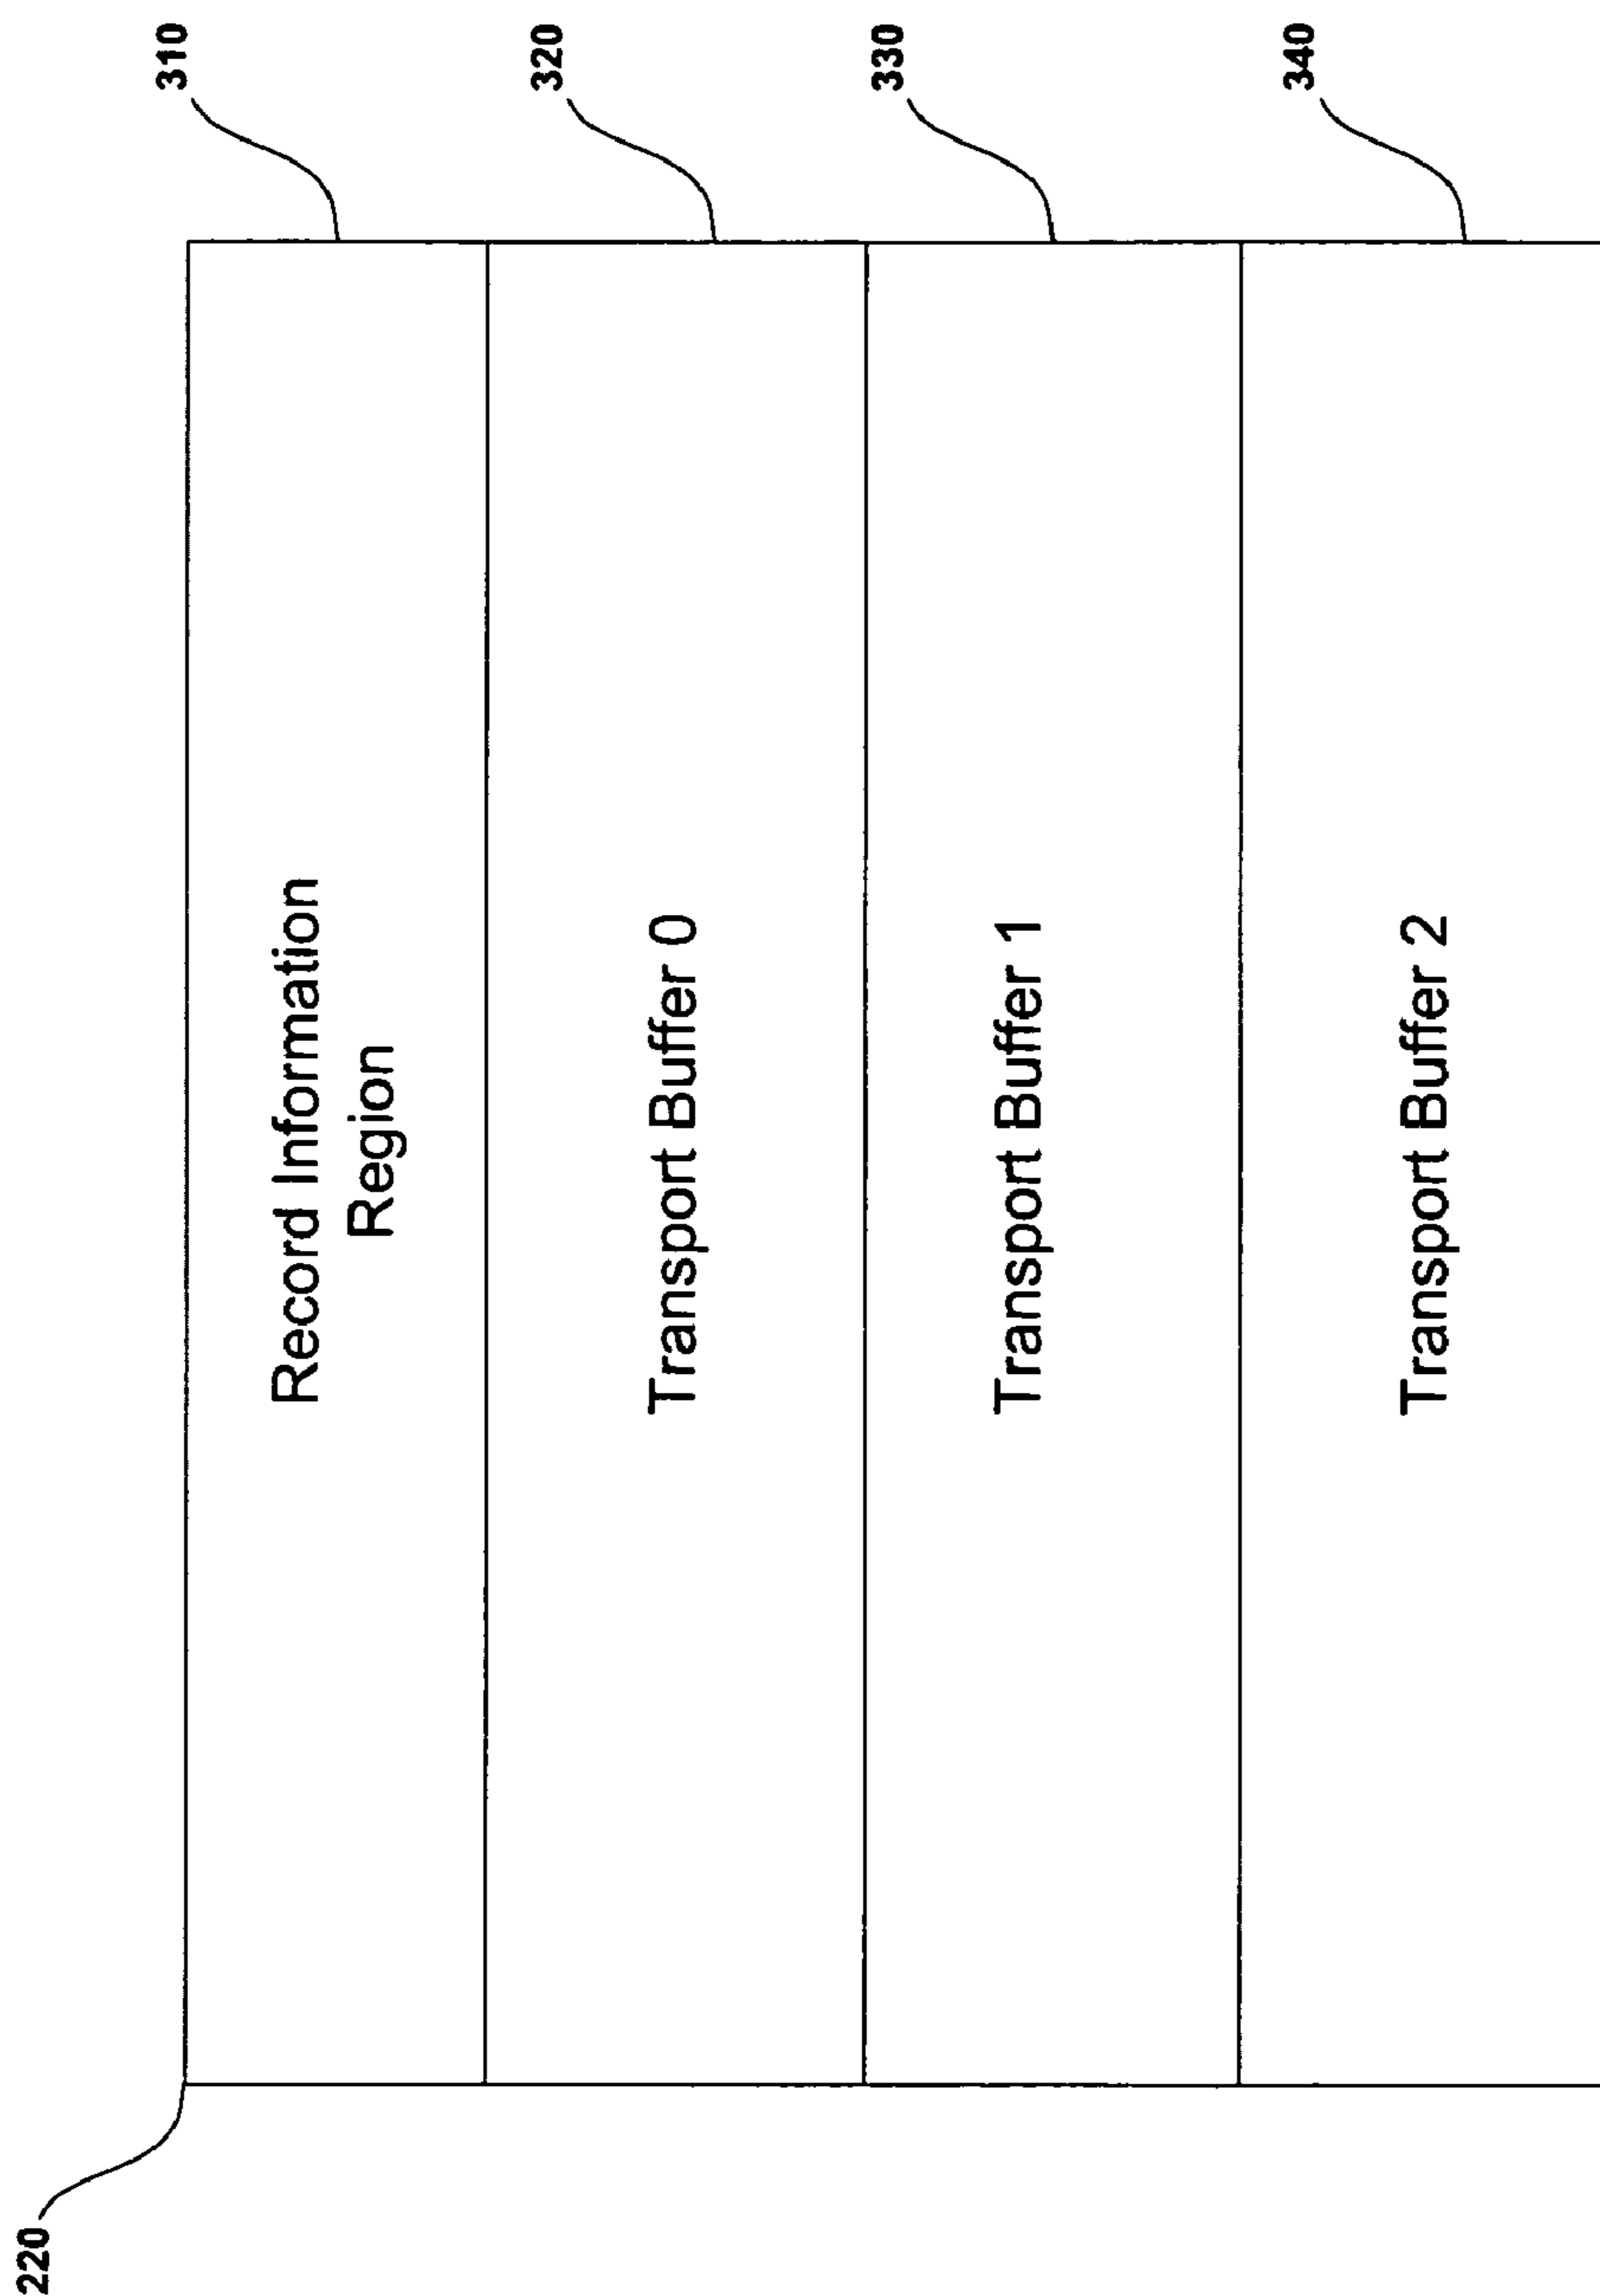 220
Record Information
Region
310
Transport Buffer 0
320
Transport Buffer 1
330
Transport Buffer 2
340